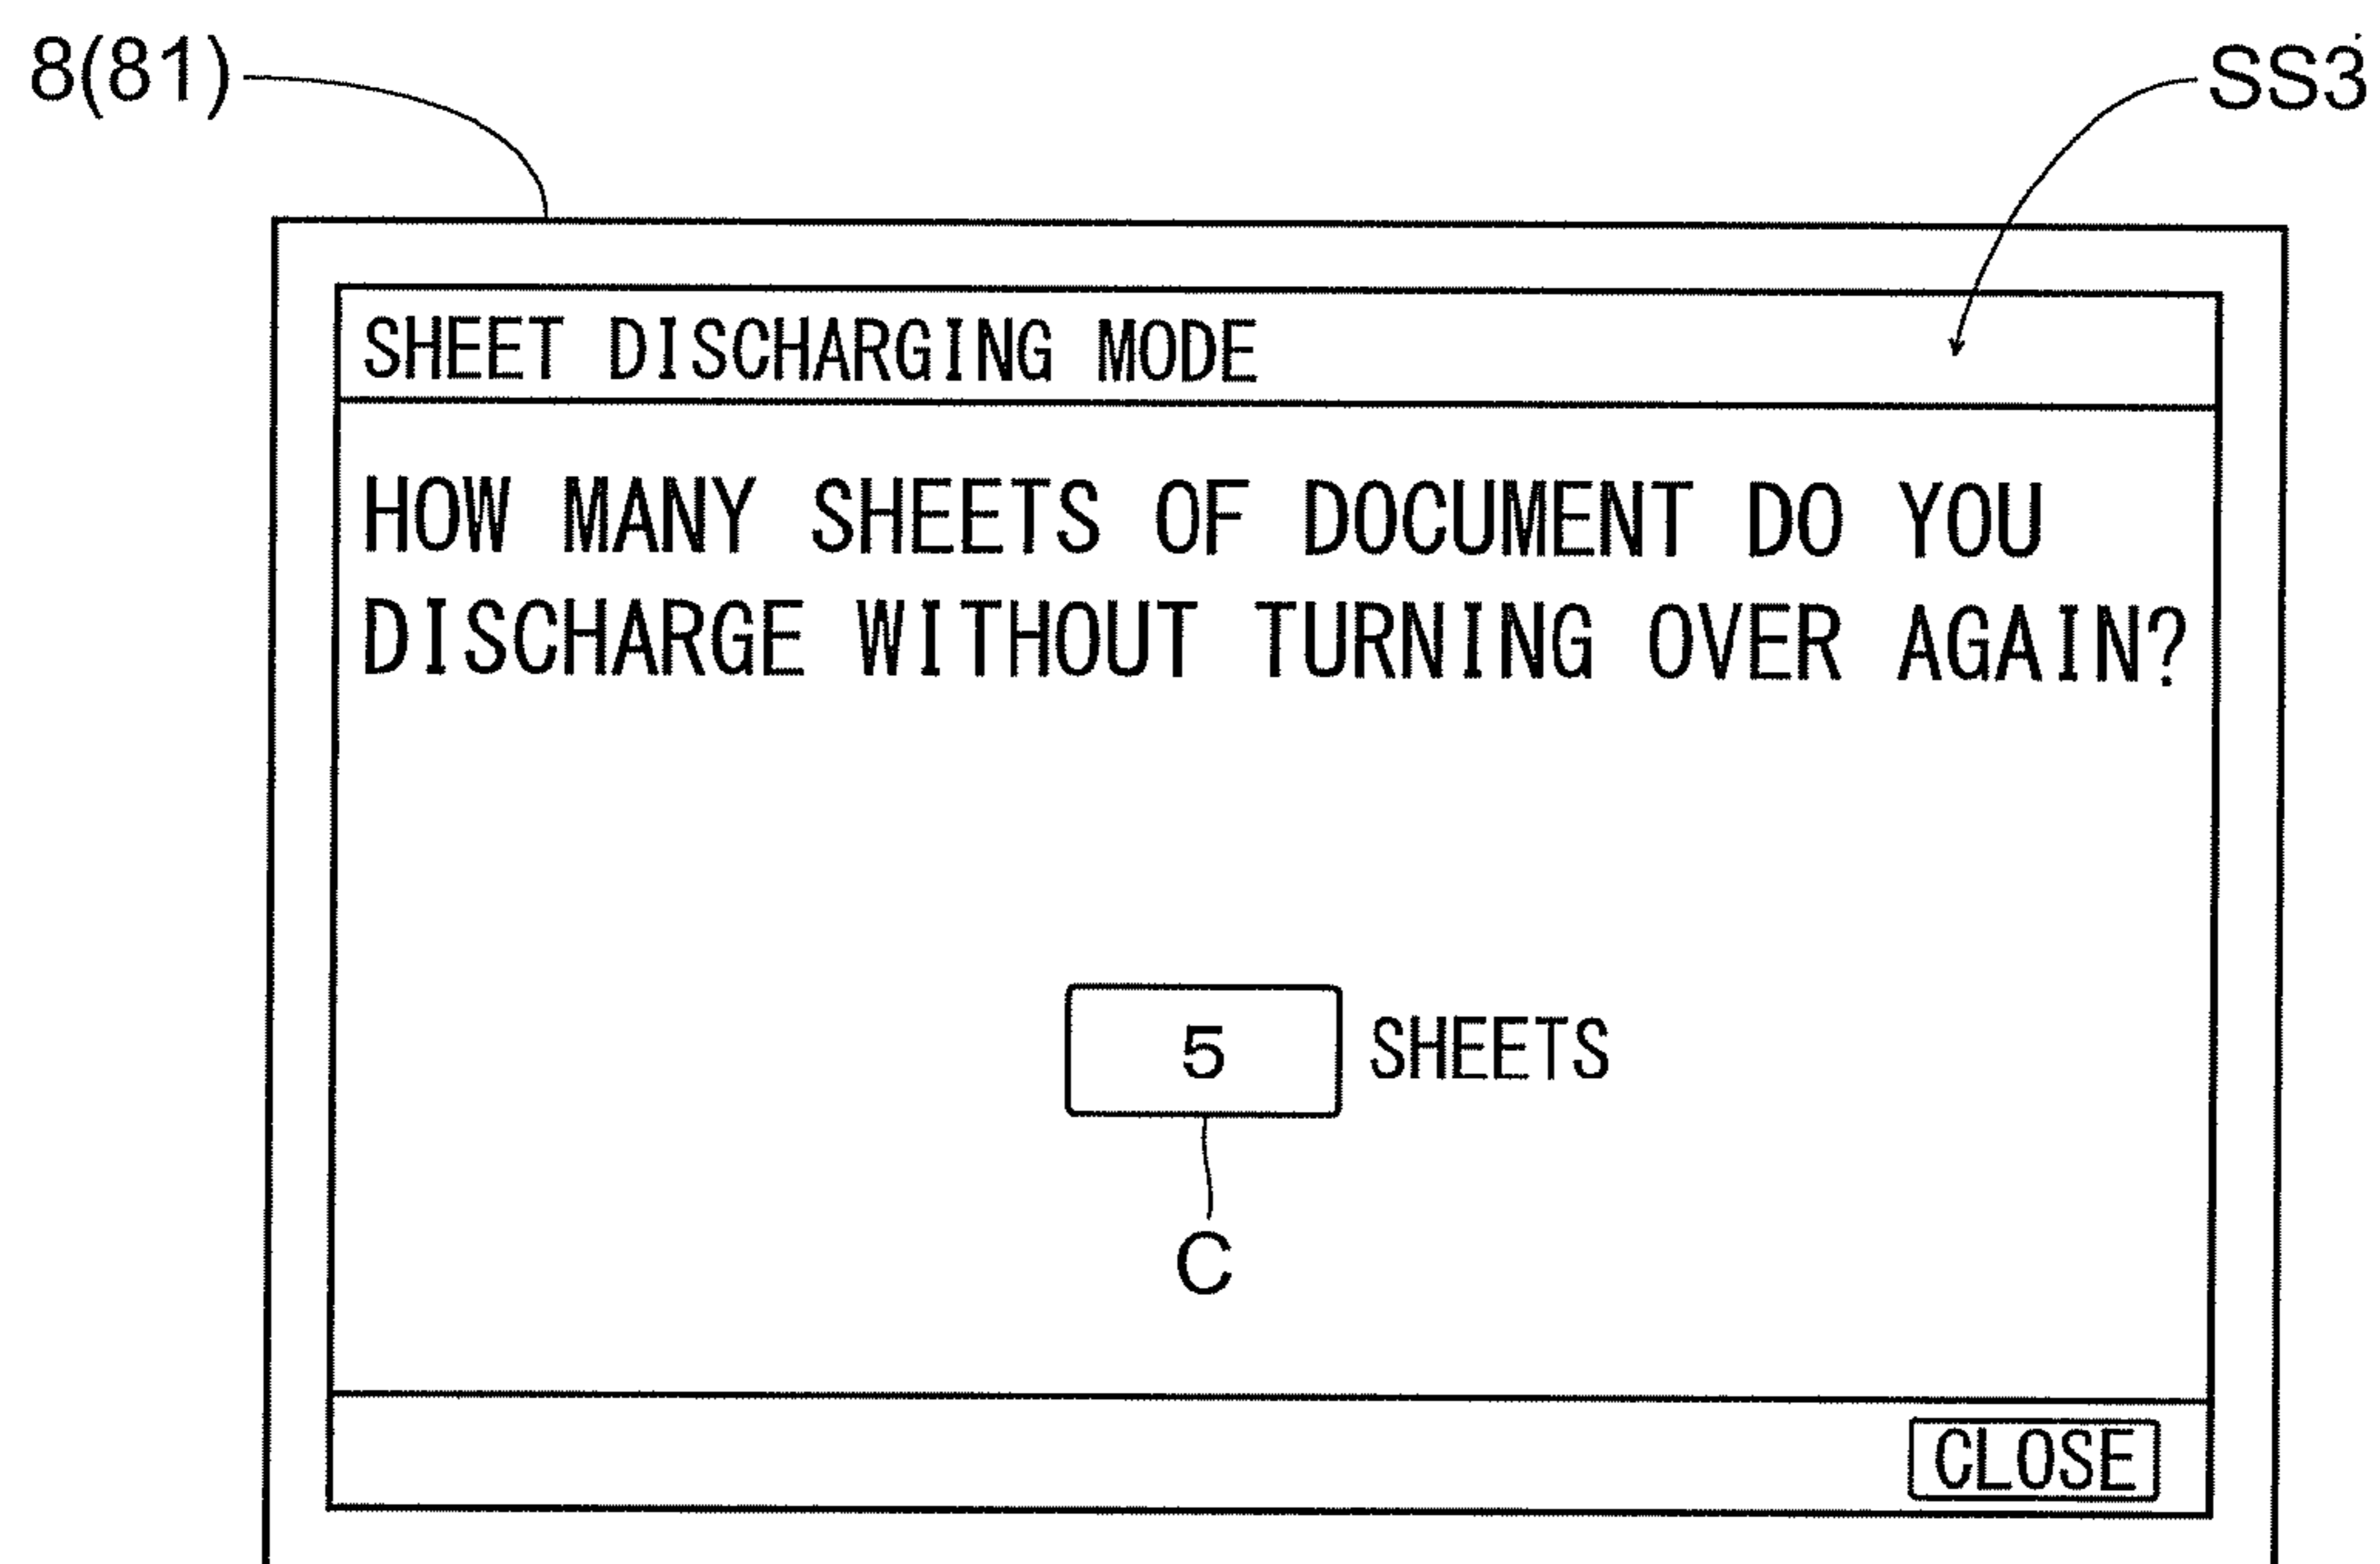 8(81)
SS3
SHEET DISCHARGING MODE
HOW MANY SHEETS OF DOCUMENT DO YOU
DISCHARGE WITHOUT TURNING OVER AGAIN?
5 SHEETS
C
CLOSE